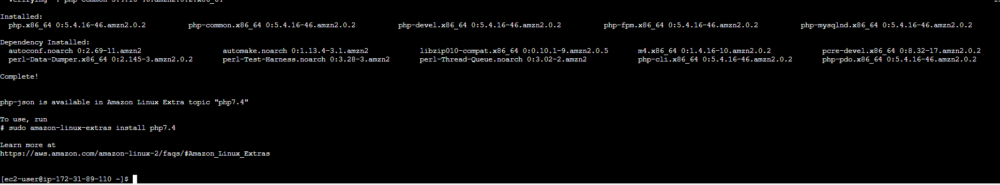 Installed:
php.x86_64 0:5.4.16-46.amzn2.0.2 php-common.x86_64 0:5.4.16-46.amzn2.0.2 php-devel.x86_64 0:5.4.16-46.amzn2.0.2 php-fpm.x86_64 0:5.4.16-46.amzn2.0.2 php-mysqlnd.x86_64 0:5.4.16-46.amzn2.0.2
Dependency Installed:
autoconf.noarch 0:2.69-11.amzn2 automake.noarch 0:1.13.4-3.1.amzn2 libzip010-compat.x86_64 0:0.10.1-9.amzn2.0.5 m4.x86_64 0:1.4.16-10.amzn2.0.2 pcre-devel.x86_64 0:8.32-17.amzn2.0.2
perl-Data-Dumper.x86_64 0:2.145-3.amzn2.0.2 perl-Test-Harness.noarch 0:3.28-3.amzn2 perl-Thread-Queue.noarch 0:3.02-2.amzn2 php-cli.x86_64 0:5.4.16-46.amzn2.0.2 php-pdo.x86_64 0:5.4.16-46.amzn2.0.2
Complete!
php-json is available in Amazon Linux Extra topic "php7.4"
To use, run
# sudo amazon-linux-extras install php7.4
Learn more at
https://aws.amazon.com/amazon-linux-2/faqs/#Amazon_Linux_Extras
[ec2-user@ip-172-31-89-110 ~]$